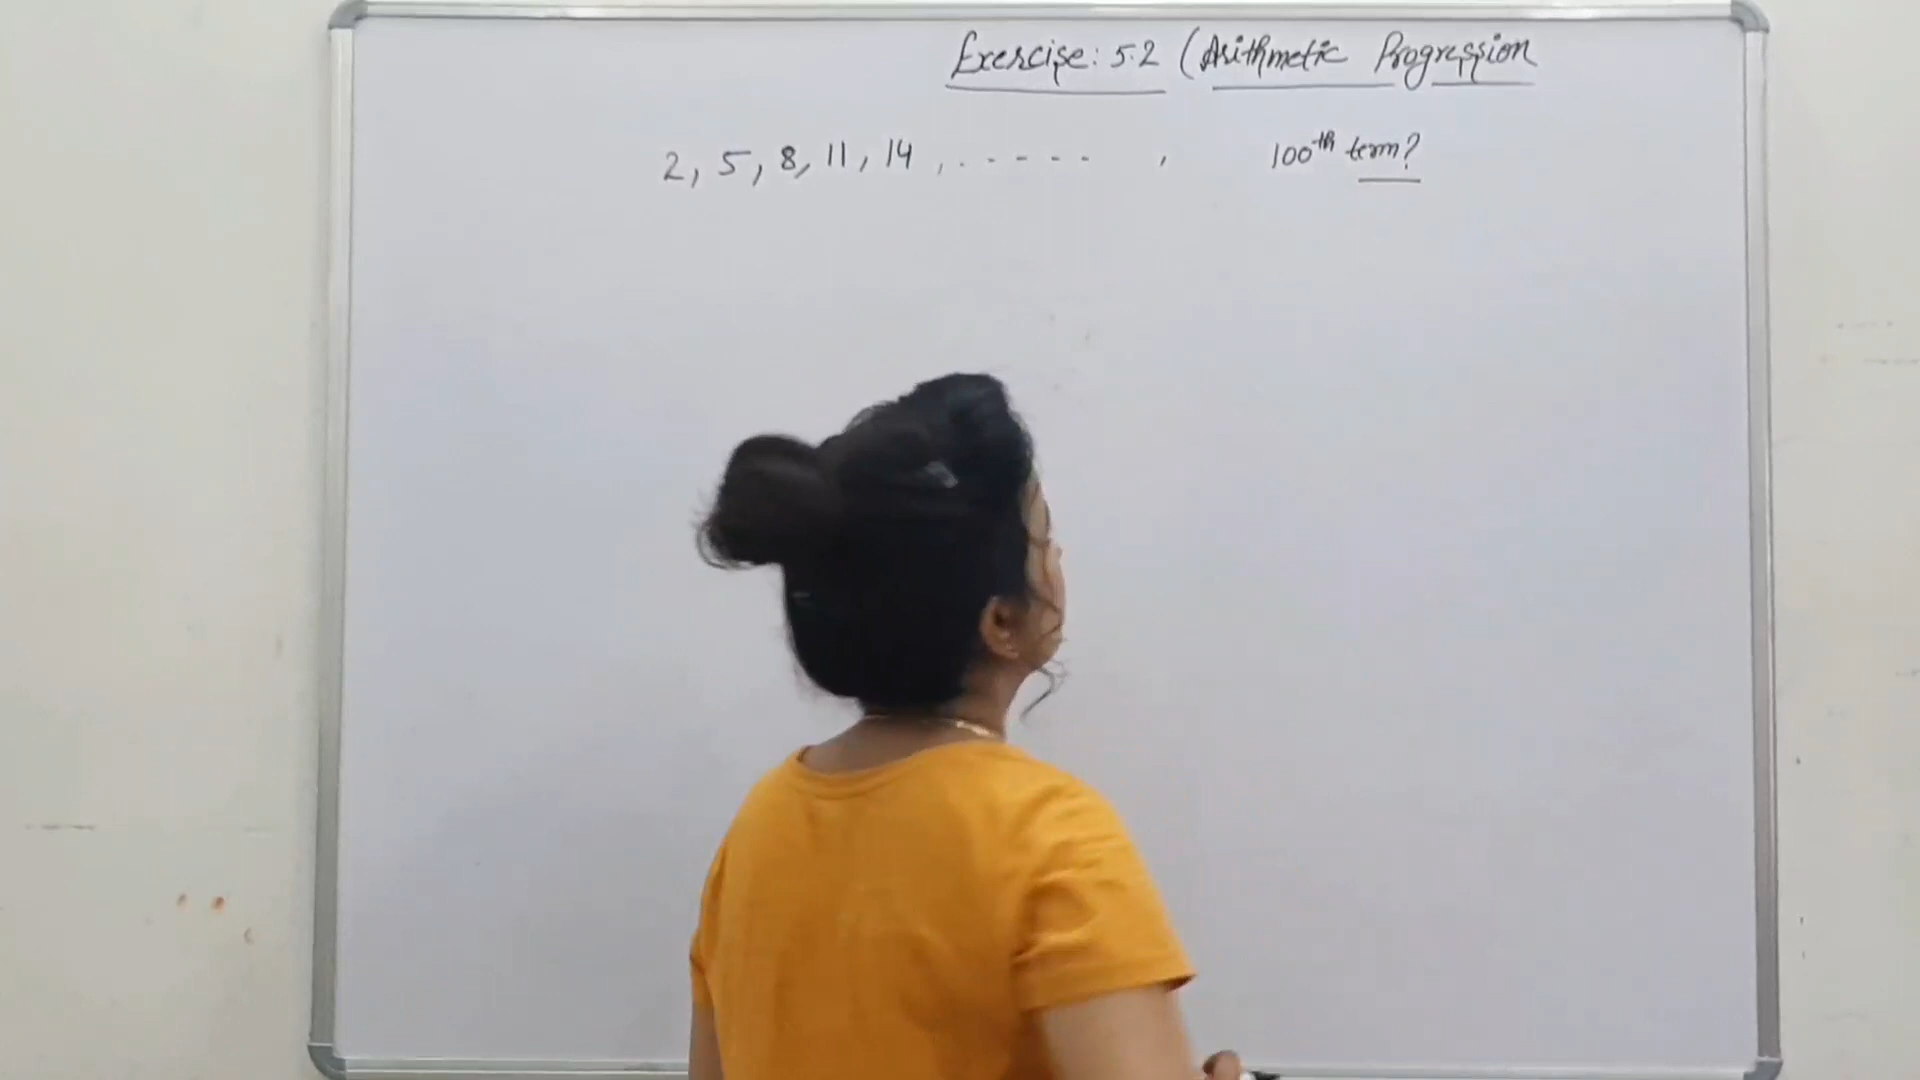 Exercise: 5.2 (Arithmetic Progression
2, 5, 8, 11, 14, ...... , 100th term?